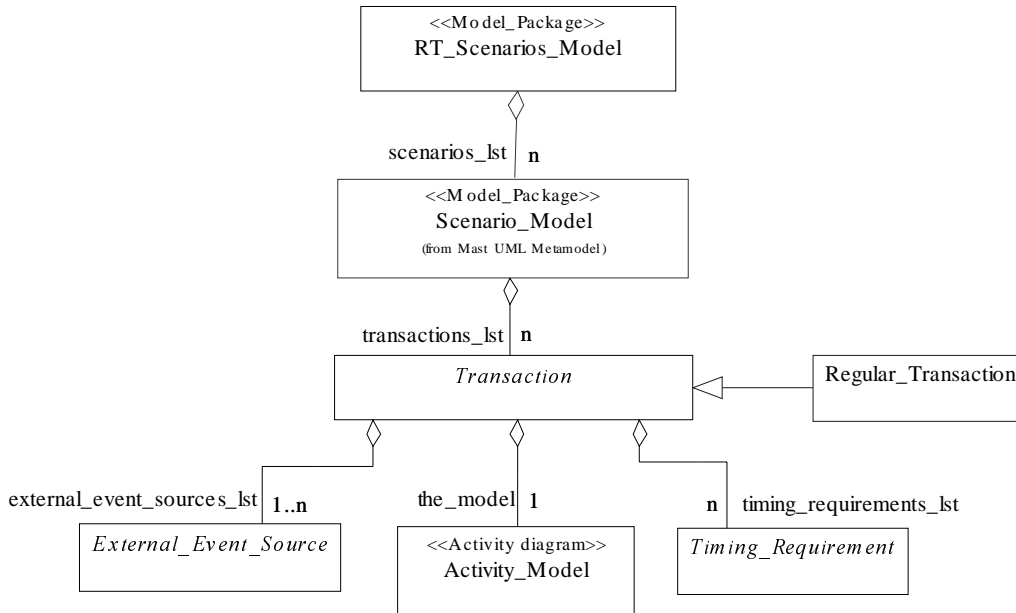 <<Model_Package>>
RT_Scenarios_Model
scenarios_lst n
<<Model_Package>>
Scenario_Model
(from Mast UML Metamodel)
transactions_lst n
Transaction
Regular_Transaction
external_event_sources_lst 1..n
the_model 1
n timing_requirements_lst
External_Event_Source
<<Activity diagram>>
Activity_Model
Timing_Requirement